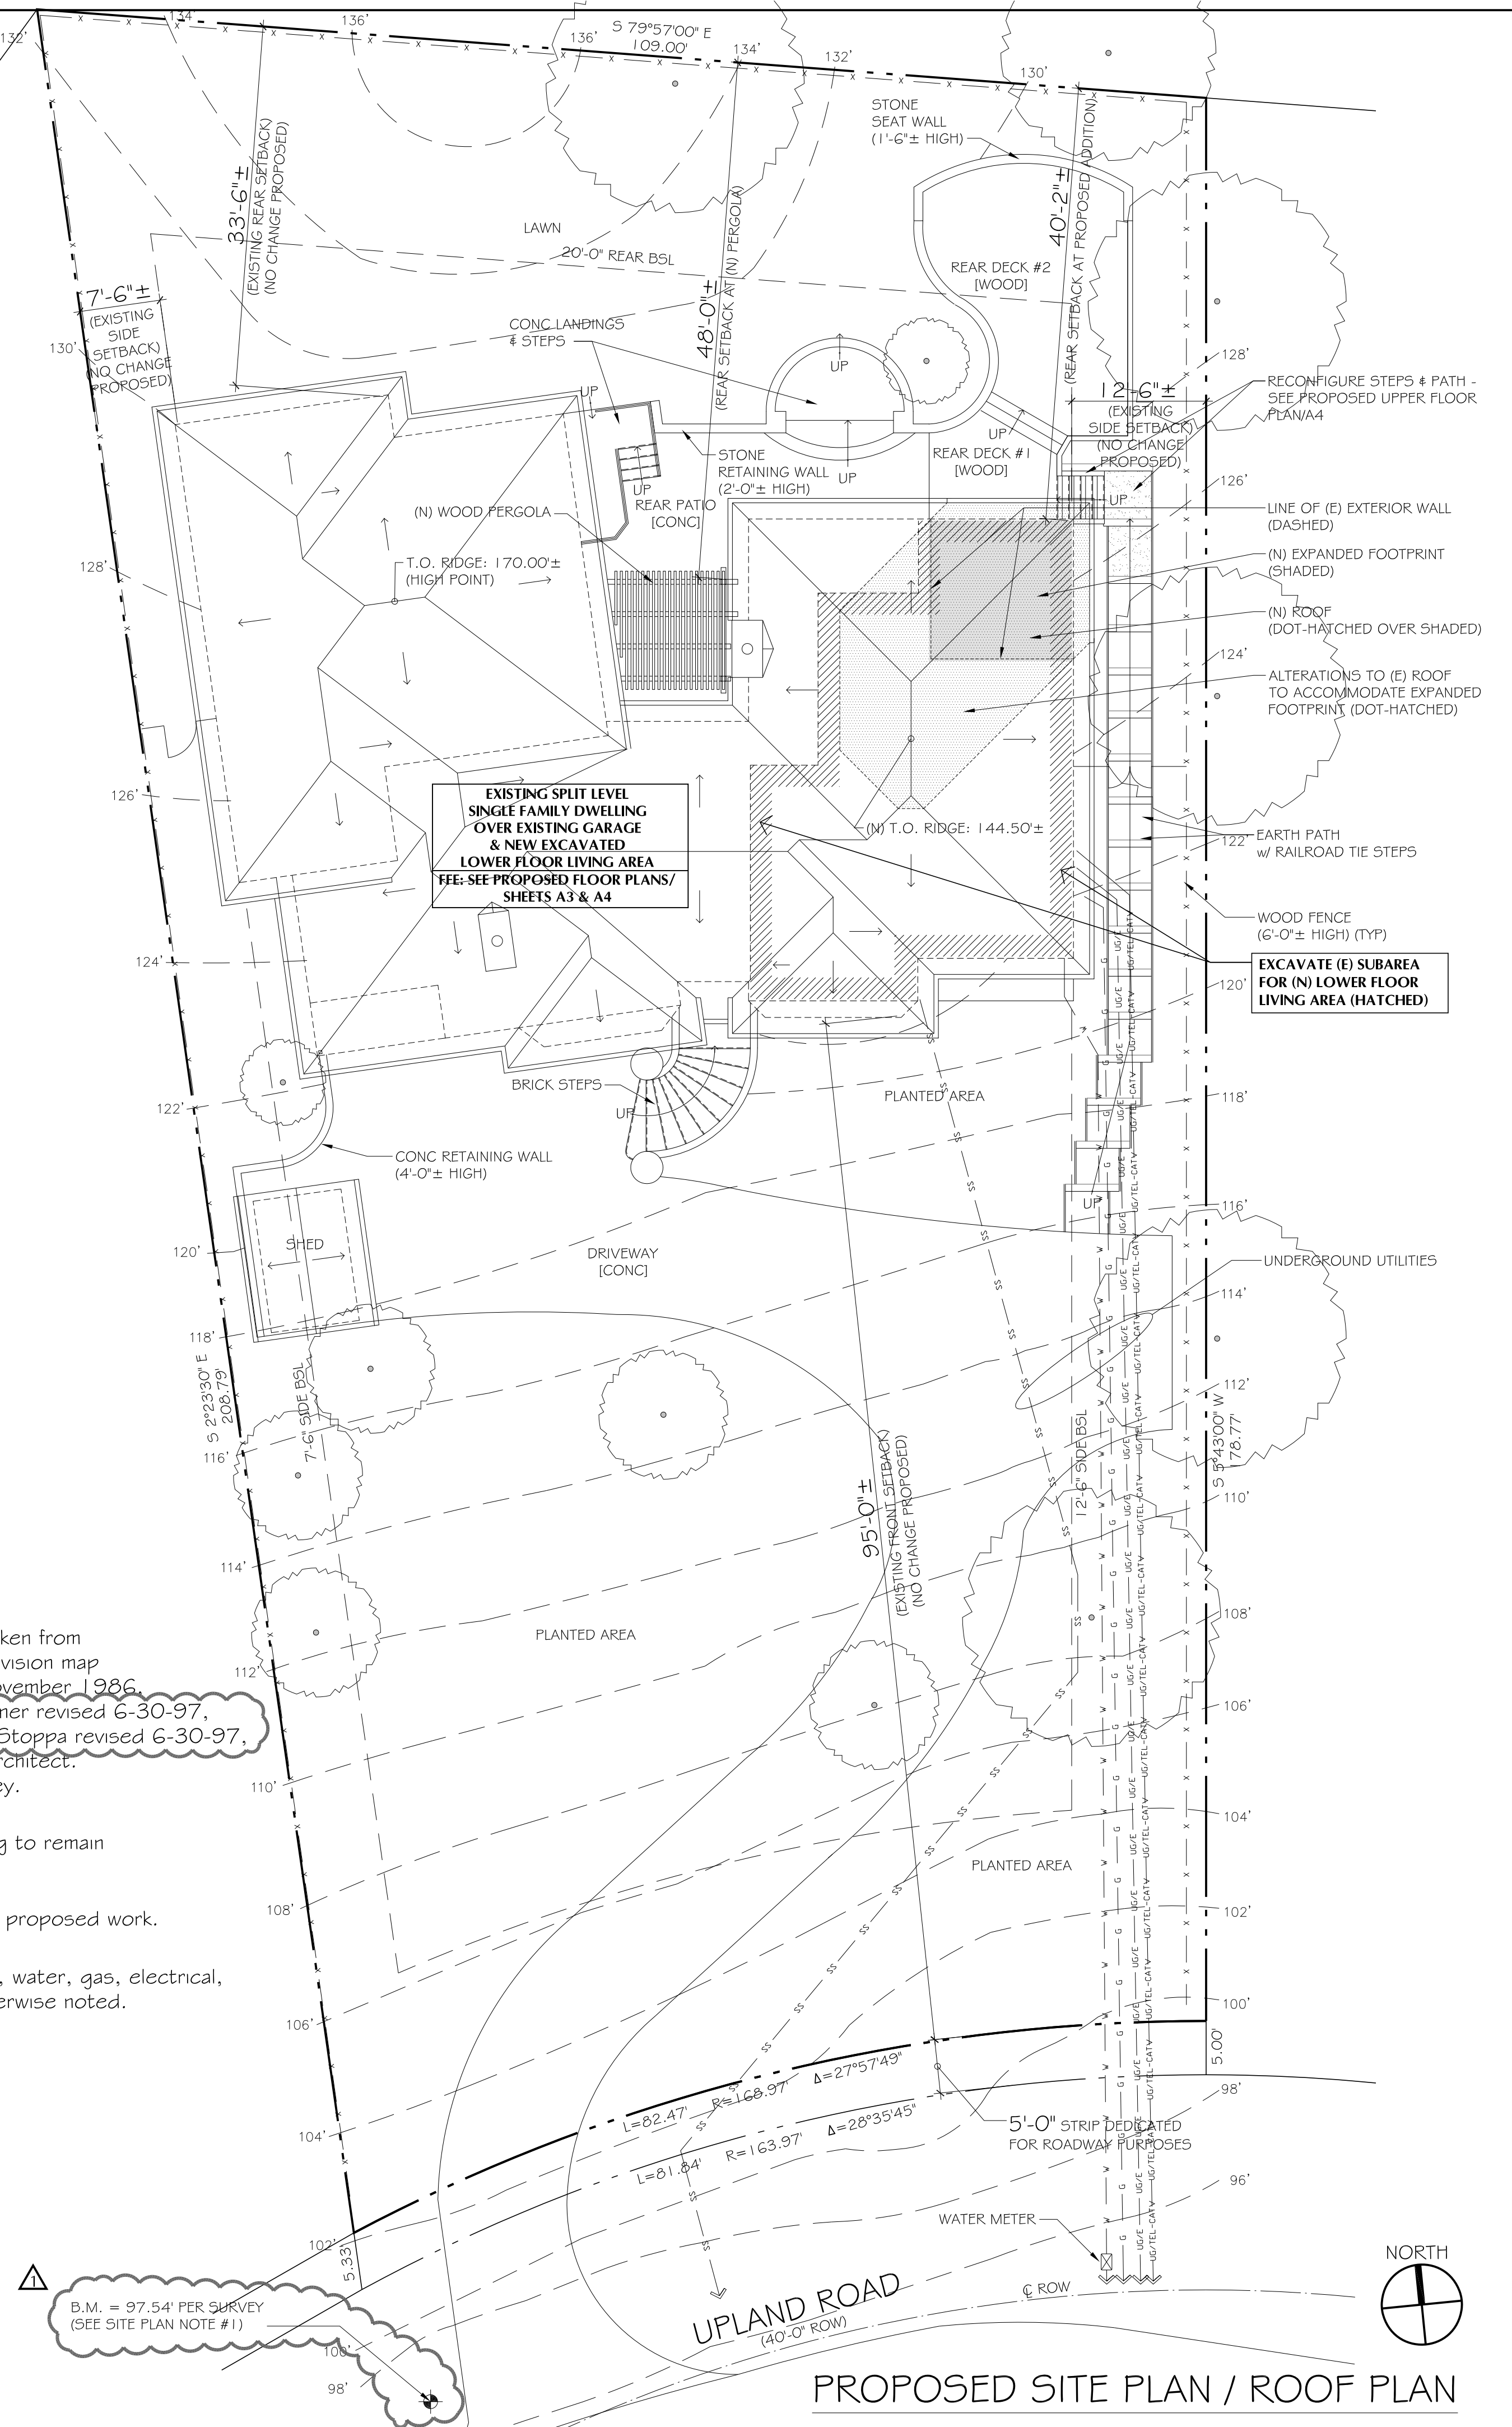 S 79°57'00" E
109.00'
132'
134'
136'
136'
134'
132'
130'
STONE
SEAT WALL
(1'-6"± HIGH)
33'-6"±
(EXISTING REAR SETBACK)
(NO CHANGE PROPOSED)
48'-0"±
(REAR SETBACK AT (N) PERGOLA)
40'-2"±
(REAR SETBACK AT PROPOSED ADDITION)
LAWN
20'-0" REAR BSL
REAR DECK #2
[WOOD]
7'-6"±
(EXISTING
SIDE
SETBACK)
(NO CHANGE
PROPOSED)
130'
CONC LANDINGS
& STEPS
UP
UP
UP
UP
UP
UP
STONE
RETAINING WALL
(2'-0"± HIGH)
REAR DECK #1
[WOOD]
12'-6"±
(EXISTING
SIDE SETBACK)
(NO CHANGE
PROPOSED)
128'
RECONFIGURE STEPS & PATH -
SEE PROPOSED UPPER FLOOR
PLAN/A4
126'
UP
REAR PATIO
[CONC]
(N) WOOD PERGOLA
LINE OF (E) EXTERIOR WALL
(DASHED)
(N) EXPANDED FOOTPRINT
(SHADED)
128'
T.O. RIDGE: 170.00'±
(HIGH POINT)
(N) ROOF
(DOT-HATCHED OVER SHADED)
124'
ALTERATIONS TO (E) ROOF
TO ACCOMMODATE EXPANDED
FOOTPRINT (DOT-HATCHED)
126'
EXISTING SPLIT LEVEL
SINGLE FAMILY DWELLING
OVER EXISTING GARAGE
& NEW EXCAVATED
LOWER FLOOR LIVING AREA
FFE: SEE PROPOSED FLOOR PLANS/
SHEETS A3 & A4
(N) T.O. RIDGE: 144.50'±
122'
EARTH PATH
w/ RAILROAD TIE STEPS
WOOD FENCE
(6'-0"± HIGH) (TYP)
124'
120'
EXCAVATE (E) SUBAREA
FOR (N) LOWER FLOOR
LIVING AREA (HATCHED)
BRICK STEPS
UP
PLANTED AREA
118'
122'
CONC RETAINING WALL
(4'-0"± HIGH)
UP
116'
120'
SHED
DRIVEWAY
[CONC]
UNDERGROUND UTILITIES
114'
118'
S 2°23'30" E
208.79'
7'-6" SIDE BSL
112'
116'
95'-0"±
(EXISTING FRONT SETBACK)
(NO CHANGE PROPOSED)
12'-6" SIDE BSL
S 5°43'00" W
178.77'
110'
114'
PLANTED AREA
108'
112'
106'
110'
104'
PLANTED AREA
108'
102'
106'
100'
SS
W
G
UG/E
UG/TEL-CATV
5.00'
L=82.47' R=168.97' Δ=27°57'49"
98'
104'
L=81.84' R=163.97' Δ=28°35'45"
5'-0" STRIP DEDICATED
FOR ROADWAY PURPOSES
96'
102'
5.33'
WATER METER
UPLAND ROAD
(40'-0" ROW)
℄ ROW
NORTH
100'
98'
ken from
vision map
ovember 1986.
ner revised 6-30-97,
Stoppa revised 6-30-97,
rchitect.
ey.
g to remain
proposed work.
, water, gas, electrical,
erwise noted.
1
B.M. = 97.54' PER SURVEY
(SEE SITE PLAN NOTE #1)
PROPOSED SITE PLAN / ROOF PLAN